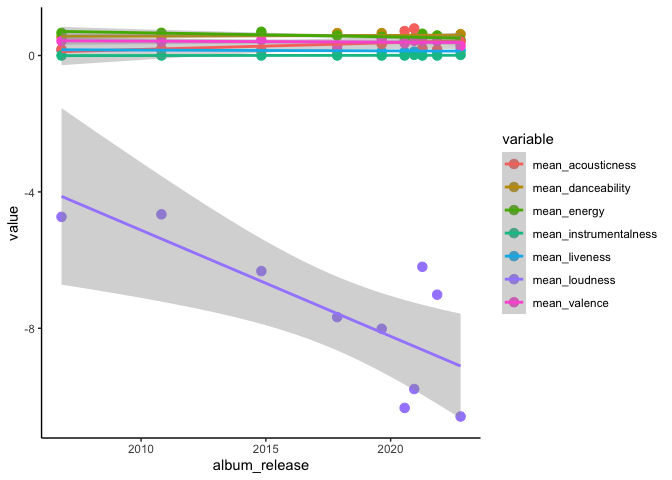 0
-4
-8
value
2010
2015
2020
album_release
variable
mean_acousticness
mean_danceability
mean_energy
mean_instrumentalness
mean_liveness
mean_loudness
mean_valence